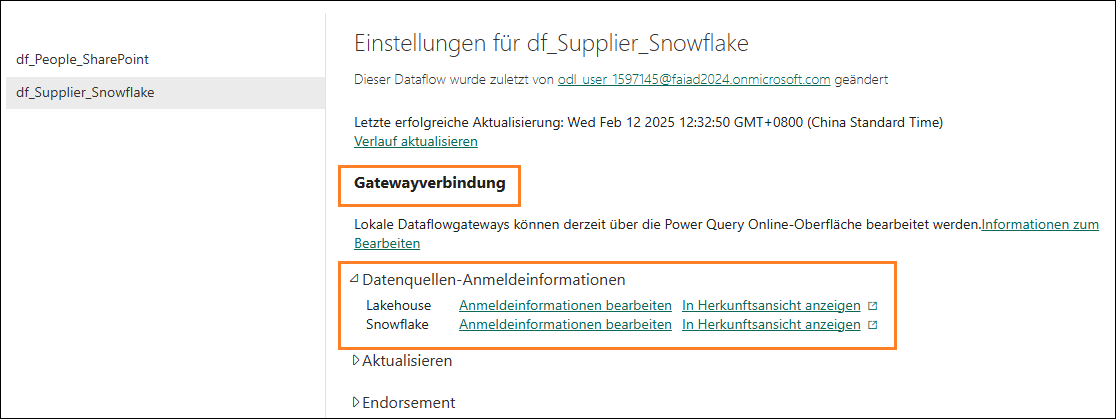 df_People_SharePoint
df_Supplier_Snowflake
Einstellungen für df_Supplier_Snowflake
Dieser Dataflow wurde zuletzt von odl_user_1597145@faiad2024.onmicrosoft.com geändert
Letzte erfolgreiche Aktualisierung: Wed Feb 12 2025 12:32:50 GMT+0800 (China Standard Time)
Verlauf aktualisieren
Gatewayverbindung
Lokale Dataflowgateways können derzeit über die Power Query Online-Oberfläche bearbeitet werden.Informationen zum
Bearbeiten
Datenquellen-Anmeldeinformationen
Lakehouse Anmeldeinformationen bearbeiten In Herkunftsansicht anzeigen
Snowflake Anmeldeinformationen bearbeiten In Herkunftsansicht anzeigen
Aktualisieren
Endorsement